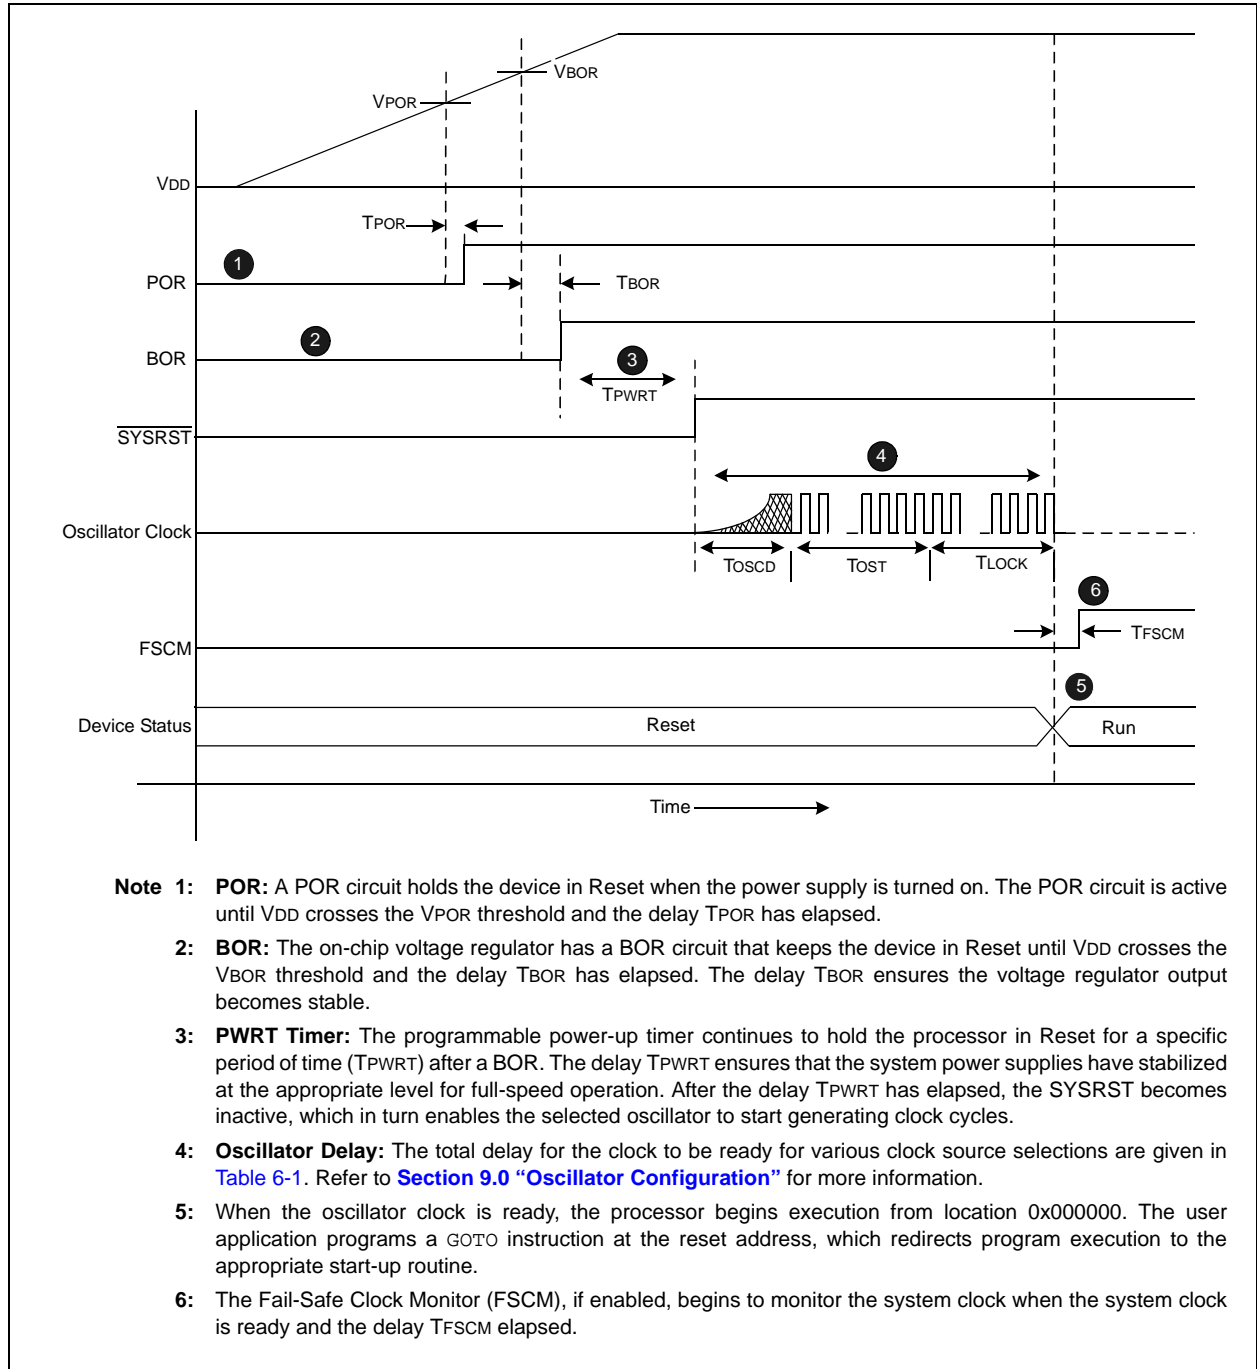 VBOR
VPOR
VDD
TPOR
1
POR
TBOR
2
BOR
3
TPWRT
SYSRST
4
Oscillator Clock
TOSCD
TOST
TLOCK
6
TFSCM
FSCM
5
Device Status
Reset
Run
Time
Note 1: POR: A POR circuit holds the device in Reset when the power supply is turned on. The POR circuit is active
until VDD crosses the VPOR threshold and the delay TPOR has elapsed.
2: BOR: The on-chip voltage regulator has a BOR circuit that keeps the device in Reset until VDD crosses the
VBOR threshold and the delay TBOR has elapsed. The delay TBOR ensures the voltage regulator output
becomes stable.
3: PWRT Timer: The programmable power-up timer continues to hold the processor in Reset for a specific
period of time (TPWRT) after a BOR. The delay TPWRT ensures that the system power supplies have stabilized
at the appropriate level for full-speed operation. After the delay TPWRT has elapsed, the SYSRST becomes
inactive, which in turn enables the selected oscillator to start generating clock cycles.
4: Oscillator Delay: The total delay for the clock to be ready for various clock source selections are given in
Table 6-1. Refer to Section 9.0 “Oscillator Configuration” for more information.
5: When the oscillator clock is ready, the processor begins execution from location 0x000000. The user
application programs a GOTO instruction at the reset address, which redirects program execution to the
appropriate start-up routine.
6: The Fail-Safe Clock Monitor (FSCM), if enabled, begins to monitor the system clock when the system clock
is ready and the delay TFSCM elapsed.